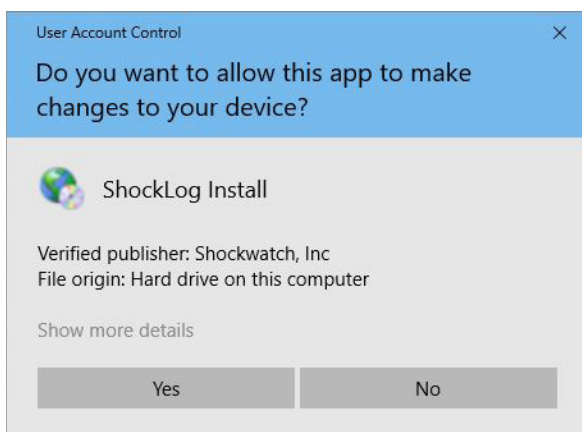 User Account Control
Do you want to allow this app to make
changes to your device?
ShockLog Install
Verified publisher: Shockwatch, Inc
File origin: Hard drive on this computer
Show more details
Yes
No